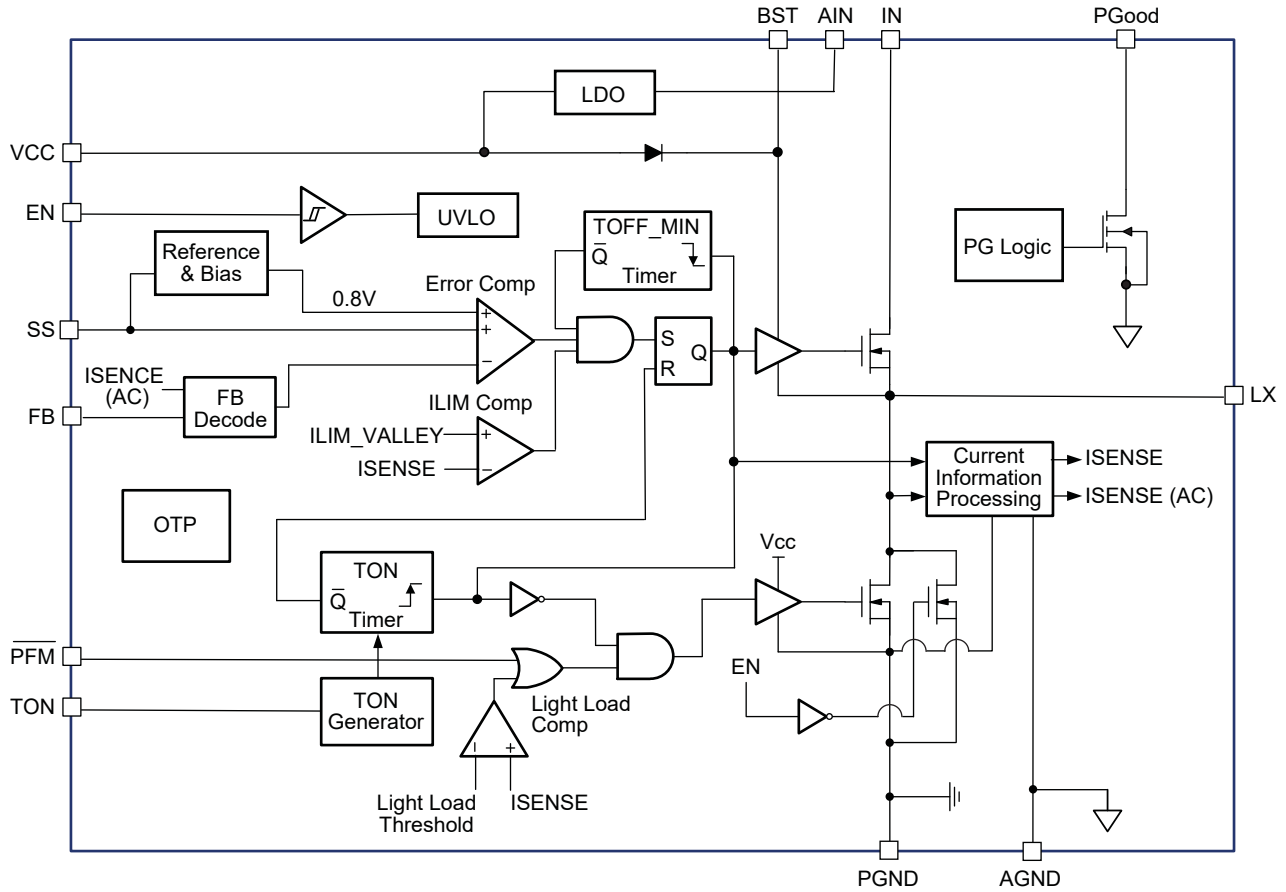 BST
AIN
IN
PGood
LDO
VCC
EN
UVLO
TOFF_MIN
Q
Timer
PG Logic
Reference
& Bias
Error Comp
0.8V
SS
+
+
−
S
R
Q
ISENCE
(AC)
FB
Decode
FB
LX
ILIM Comp
ILIM_VALLEY
+
ISENSE
−
Current
Information
Processing
ISENSE
ISENSE (AC)
OTP
Vcc
TON
Q
Timer
PFM
EN
TON
TON
Generator
Light Load
Comp
−
+
Light Load
Threshold
ISENSE
PGND
AGND